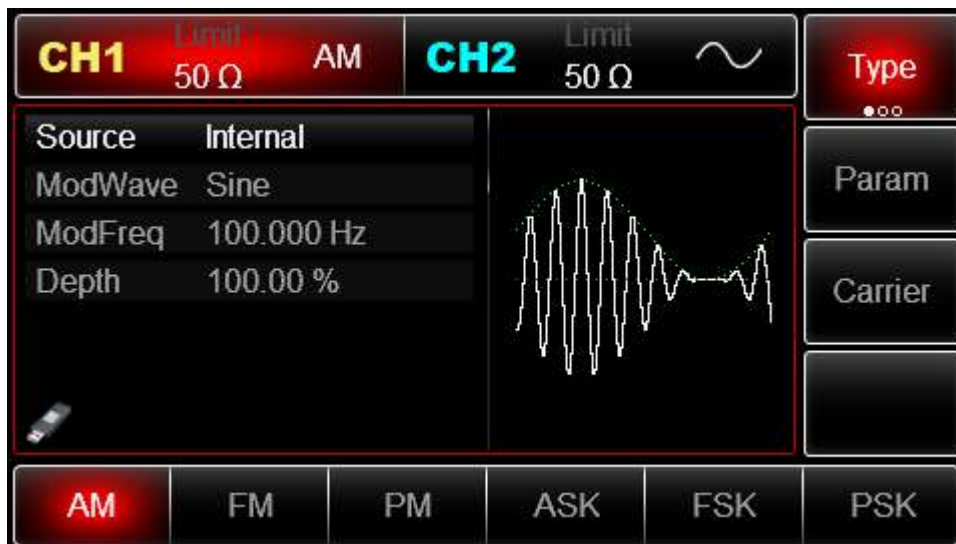 CH1 Limit 50 Ω AM CH2 Limit 50 Ω Type
Source Internal
ModWave Sine
Param
ModFreq 100.000 Hz
Depth 100.00 %
Carrier
AM FM PM ASK FSK PSK